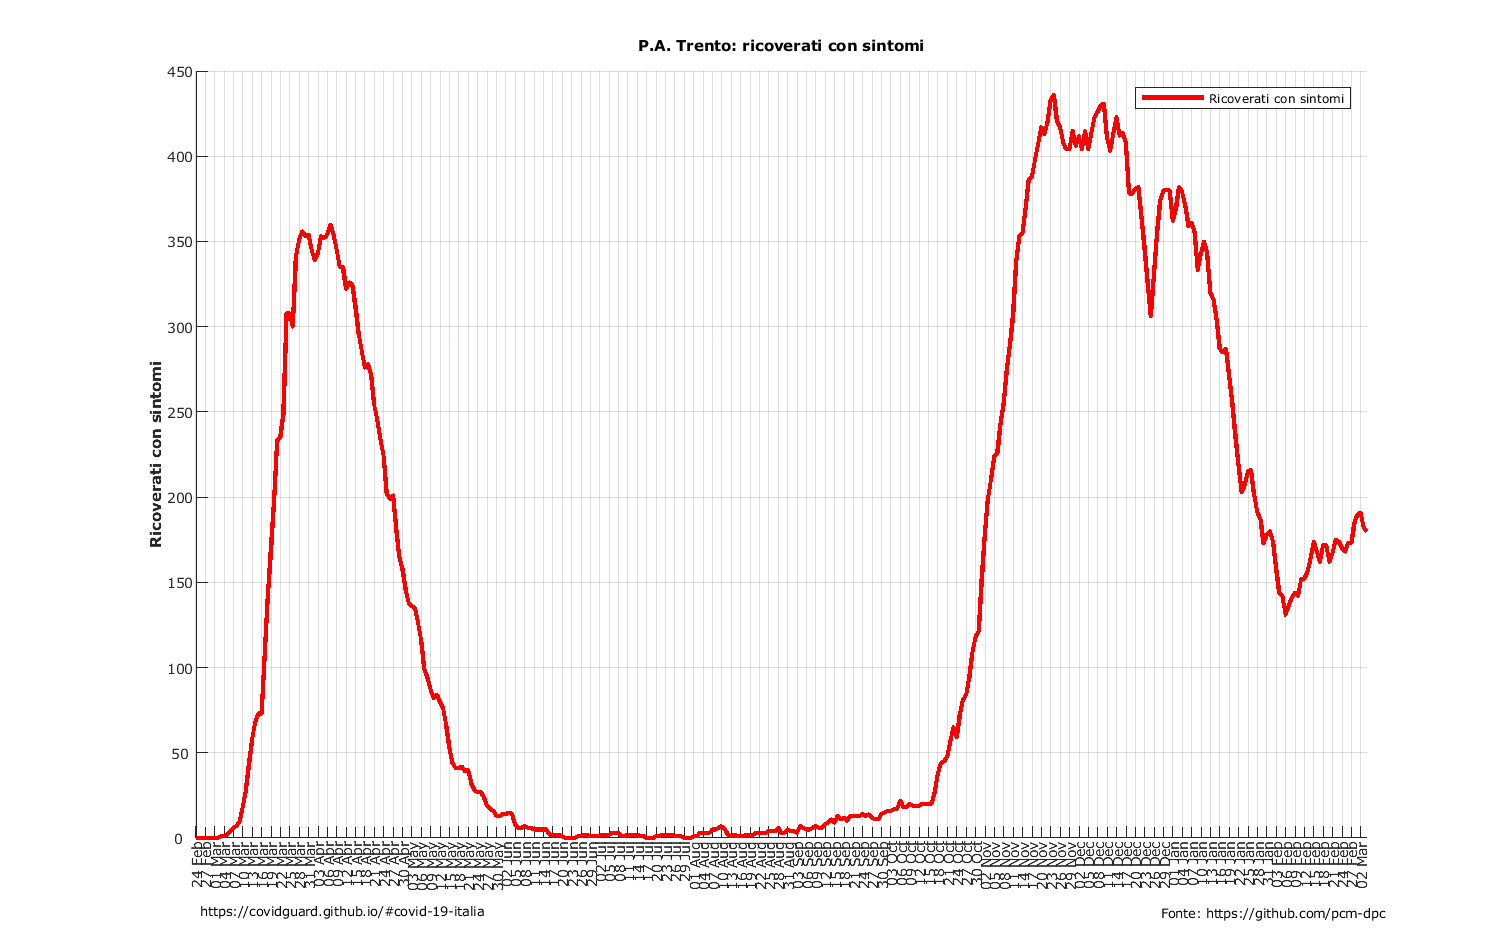 P.A. Trento: ricoverati con sintomi
Ricoverati con sintomi
Ricoverati con sintomi
450
400
350
300
250
200
150
100
50
0
24 Feb
27 Feb
01 Mar
04 Mar
07 Mar
10 Mar
13 Mar
16 Mar
19 Mar
22 Mar
25 Mar
28 Mar
31 Mar
03 Apr
06 Apr
09 Apr
12 Apr
15 Apr
18 Apr
21 Apr
24 Apr
27 Apr
30 Apr
03 May
06 May
09 May
12 May
15 May
18 May
21 May
24 May
27 May
30 May
02 Jun
05 Jun
08 Jun
11 Jun
14 Jun
17 Jun
20 Jun
23 Jun
26 Jun
29 Jun
02 Jul
05 Jul
08 Jul
11 Jul
14 Jul
17 Jul
20 Jul
23 Jul
26 Jul
29 Jul
01 Aug
04 Aug
07 Aug
10 Aug
13 Aug
16 Aug
19 Aug
22 Aug
25 Aug
28 Aug
31 Aug
03 Sep
06 Sep
09 Sep
12 Sep
15 Sep
18 Sep
21 Sep
24 Sep
27 Sep
30 Sep
03 Oct
06 Oct
09 Oct
12 Oct
15 Oct
18 Oct
21 Oct
24 Oct
27 Oct
30 Oct
02 Nov
05 Nov
08 Nov
11 Nov
14 Nov
17 Nov
20 Nov
23 Nov
26 Nov
29 Nov
02 Dec
05 Dec
08 Dec
11 Dec
14 Dec
17 Dec
20 Dec
23 Dec
26 Dec
29 Dec
01 Jan
04 Jan
07 Jan
10 Jan
13 Jan
16 Jan
19 Jan
22 Jan
25 Jan
28 Jan
31 Jan
03 Feb
06 Feb
09 Feb
12 Feb
15 Feb
18 Feb
21 Feb
24 Feb
27 Feb
02 Mar
https://covidguard.github.io/#covid-19-italia
Fonte: https://github.com/pcm-dpc